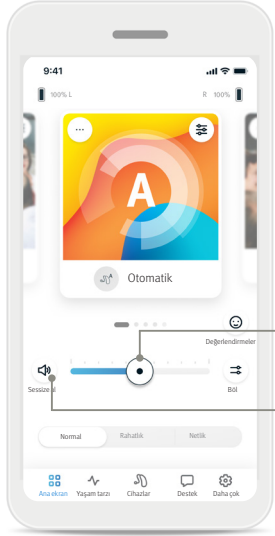 9:41
100% L
R 100%
A
Otomatik
Değerlendirmeler
Sessize al
Böl
Normal
Rahatlık
Netlik
Ana ekran Yaşam tarzı Cihazlar Destek Daha çok